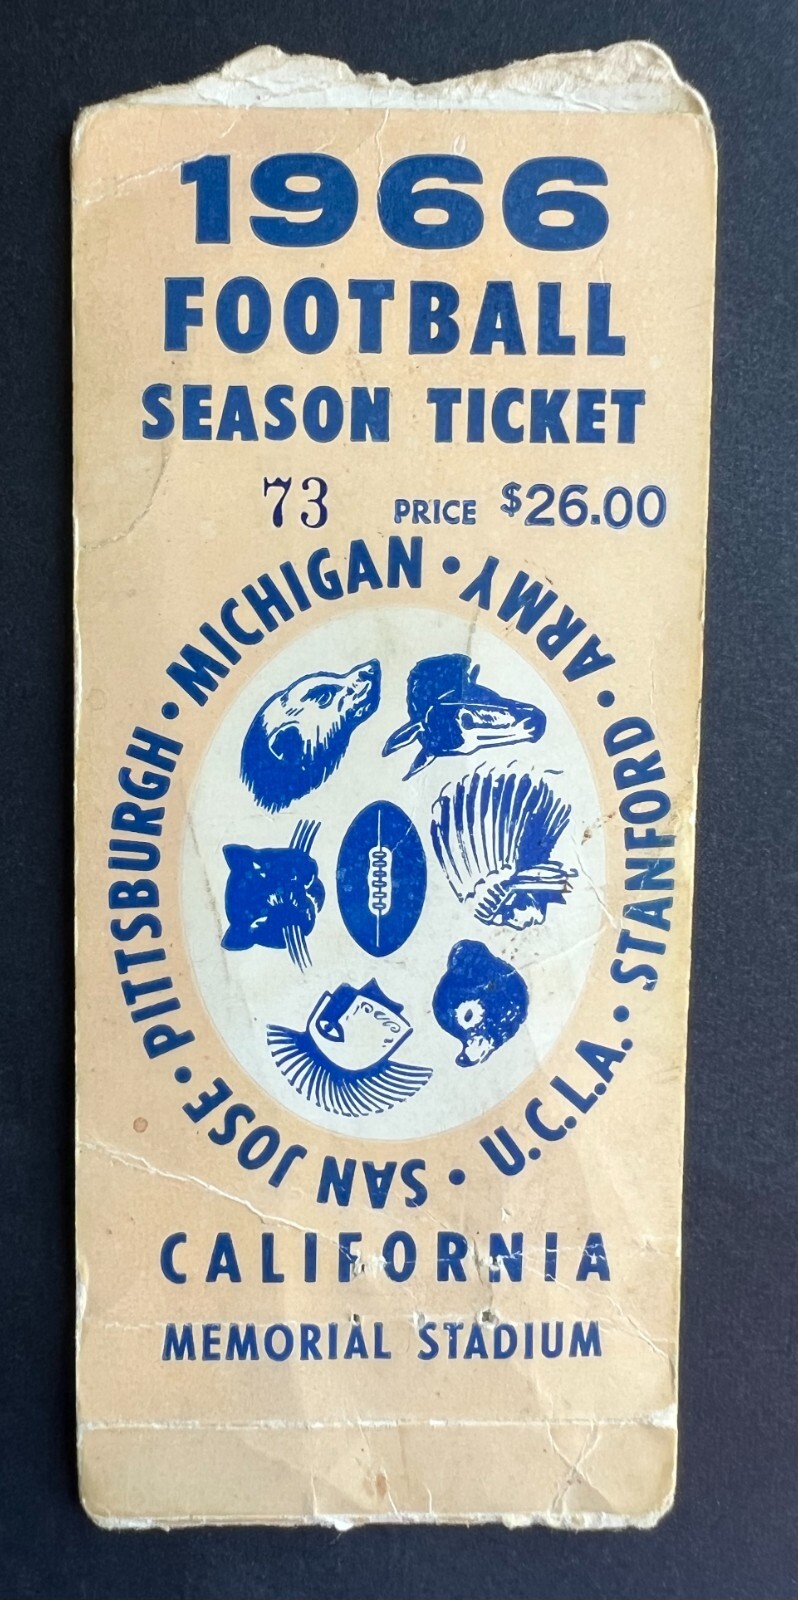 1966
FOOTBALL
SEASON TICKET
73 PRICE $26.00
MICHIGAN • ARMY • STANFORD • U.C.L.A. • SAN JOSE • PITTSBURGH •
CALIFORNIA
MEMORIAL STADIUM